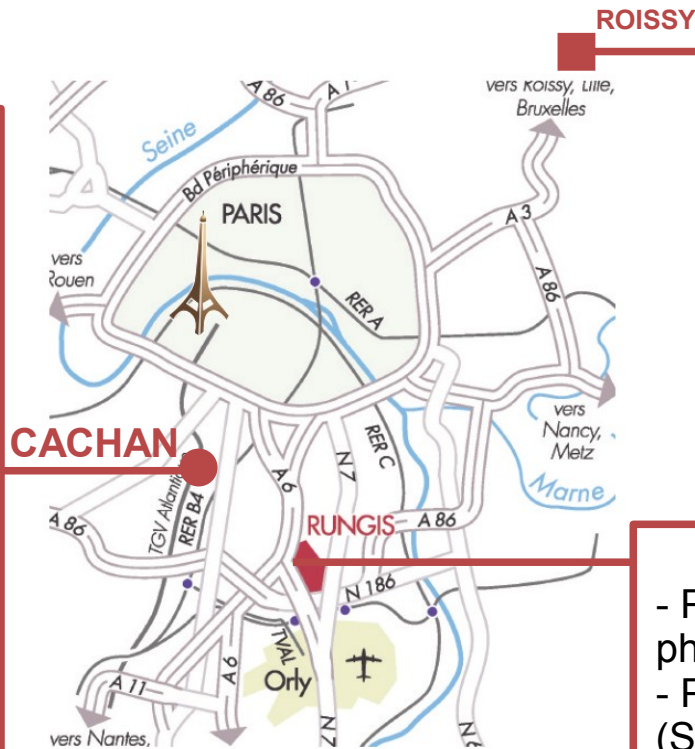 ROISSY
A 86
A 1
vers Roissy, Lille,
Bruxelles
Seine
Bd Périphérique
PARIS
A 3
vers
Rouen
A 86
RER A
CACHAN
vers
Nancy,
Metz
RER C
N 7
A 6
TGV Atlantique
RER B4
Marne
A 86
RUNGIS
A 86
N 186
- P
ph
- P
(S
TVAL
Orly
A 11
A 6
N 7
N 6
vers Nantes,